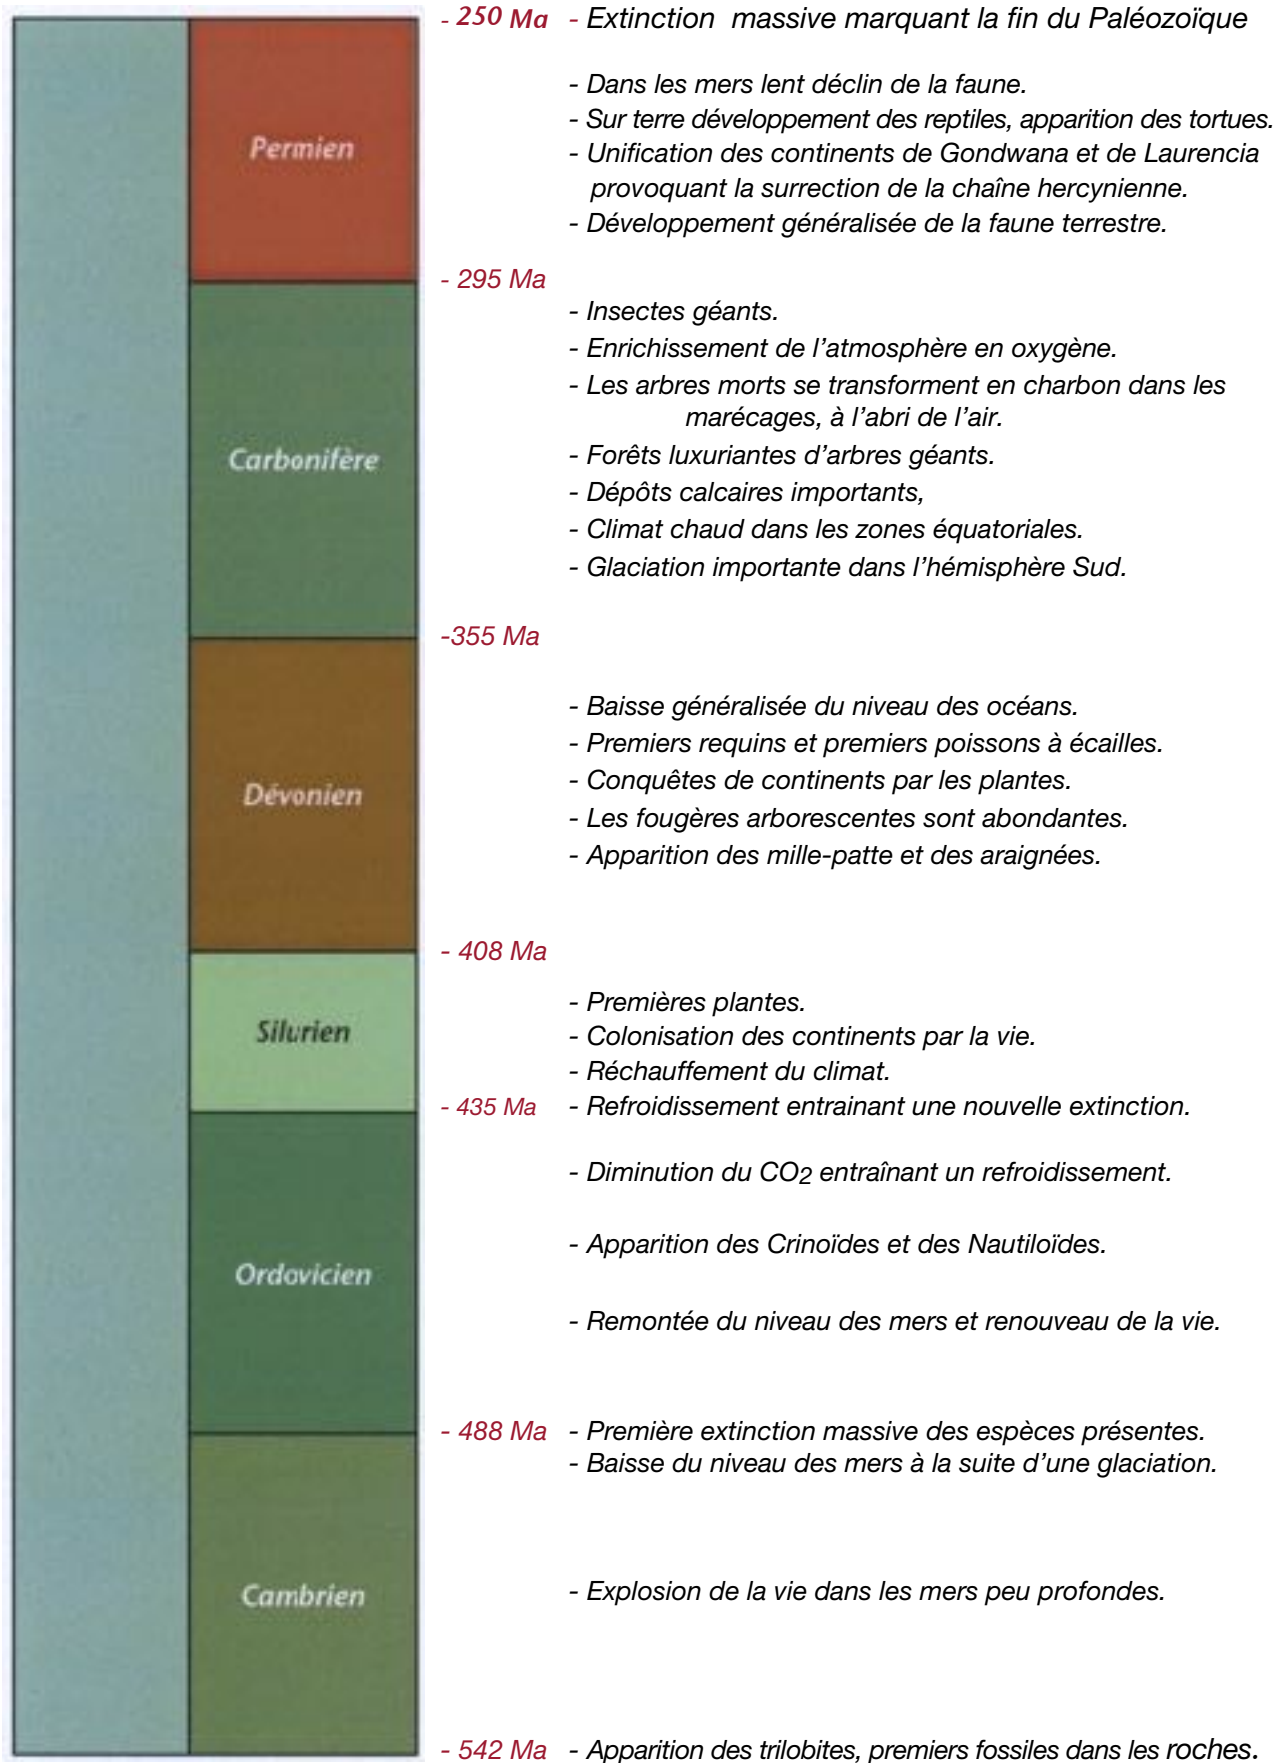 - 250 Ma - Extinction massive marquant la fin du Paléozoïque
- Dans les mers lent déclin de la faune.
- Sur terre développement des reptiles, apparition des tortues.
Permien
- Unification des continents de Gondwana et de Laurencia
provoquant la surrection de la chaîne hercynienne.
- Développement généralisée de la faune terrestre.
- 295 Ma
- Insectes géants.
- Enrichissement de l'atmosphère en oxygène.
- Les arbres morts se transforment en charbon dans les
marécages, à l'abri de l'air.
Carbonifère
- Forêts luxuriantes d'arbres géants.
- Dépôts calcaires importants,
- Climat chaud dans les zones équatoriales.
- Glaciation importante dans l'hémisphère Sud.
-355 Ma
- Baisse généralisée du niveau des océans.
- Premiers requins et premiers poissons à écailles.
- Conquêtes de continents par les plantes.
Dévonien
- Les fougères arborescentes sont abondantes.
- Apparition des mille-patte et des araignées.
- 408 Ma
- Premières plantes.
Silurien
- Colonisation des continents par la vie.
- Réchauffement du climat.
- 435 Ma - Refroidissement entrainant une nouvelle extinction.
- Diminution du CO2 entraînant un refroidissement.
- Apparition des Crinoïdes et des Nautiloïdes.
Ordovicien
- Remontée du niveau des mers et renouveau de la vie.
- 488 Ma - Première extinction massive des espèces présentes.
- Baisse du niveau des mers à la suite d'une glaciation.
Cambrien
- Explosion de la vie dans les mers peu profondes.
- 542 Ma - Apparition des trilobites, premiers fossiles dans les roches.